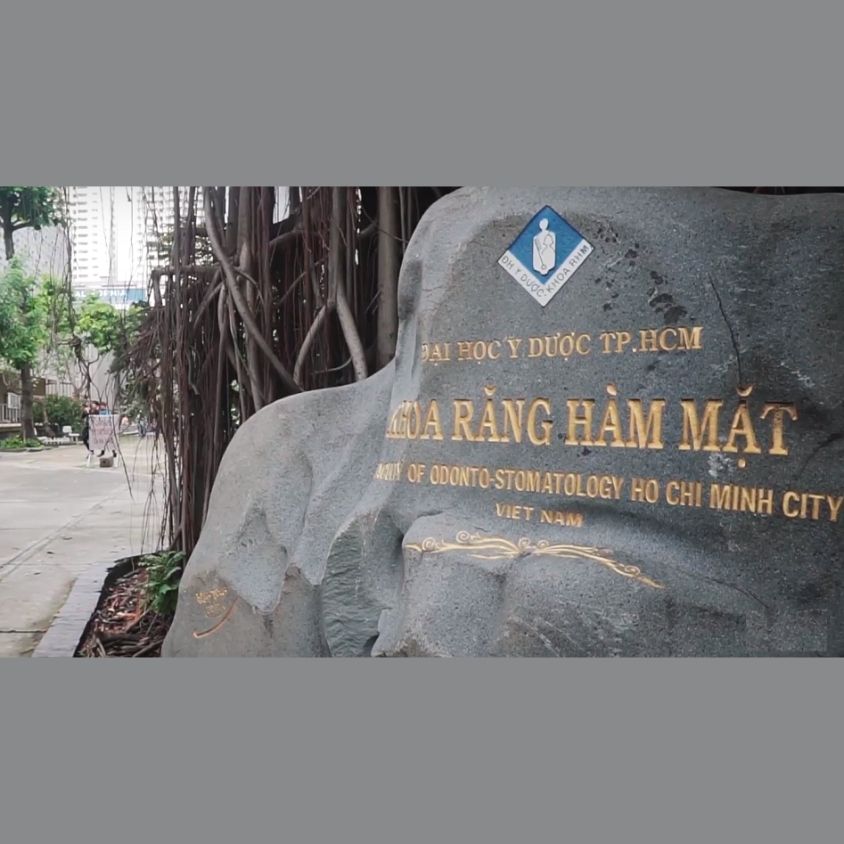 ĐH Y DƯỢC - KHOA RHM
ĐẠI HỌC Y DƯỢC TP.HCM
KHOA RĂNG HÀM MẶT
OF ODONTO-STOMATOLOGY HO CHI MINH CITY
VIET NAM